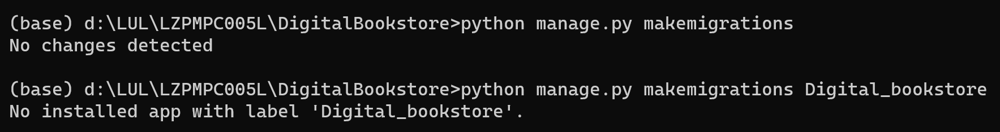 (base) d:\LUL\LZPMPC005L\DigitalBookstore>python manage.py makemigrations
No changes detected
(base) d:\LUL\LZPMPC005L\DigitalBookstore>python manage.py makemigrations Digital_bookstore
No installed app with label 'Digital_bookstore'.